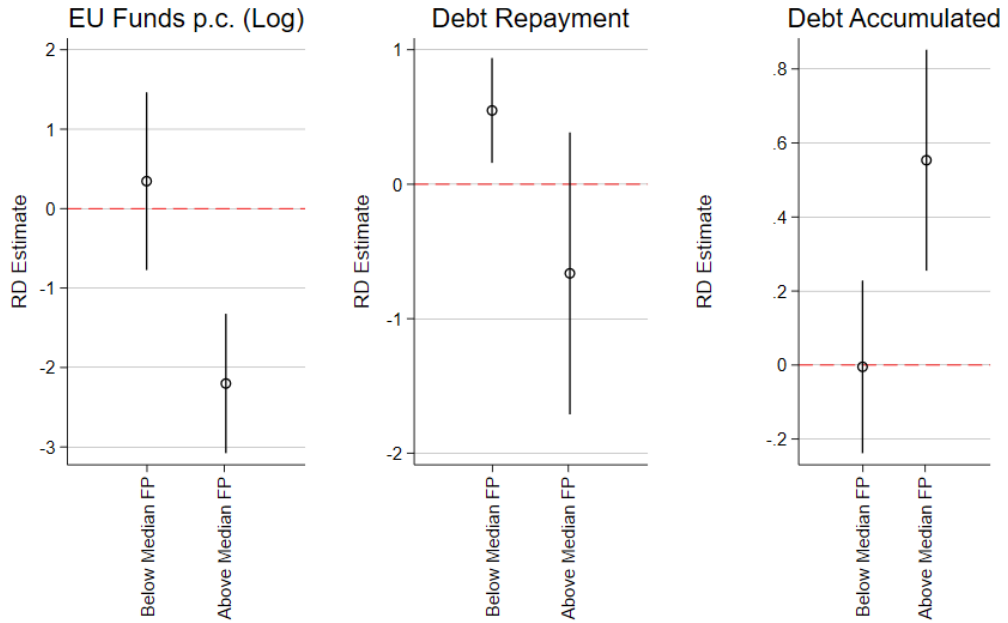 EU Funds p.c. (Log)
RD Estimate
2
1
0
-1
-2
-3
Below Median FP
Above Median FP
Debt Repayment
RD Estimate
1
0
-1
-2
Below Median FP
Above Median FP
Debt Accumulated
RD Estimate
.8
.6
.4
.2
0
-.2
Below Median FP
Above Median FP